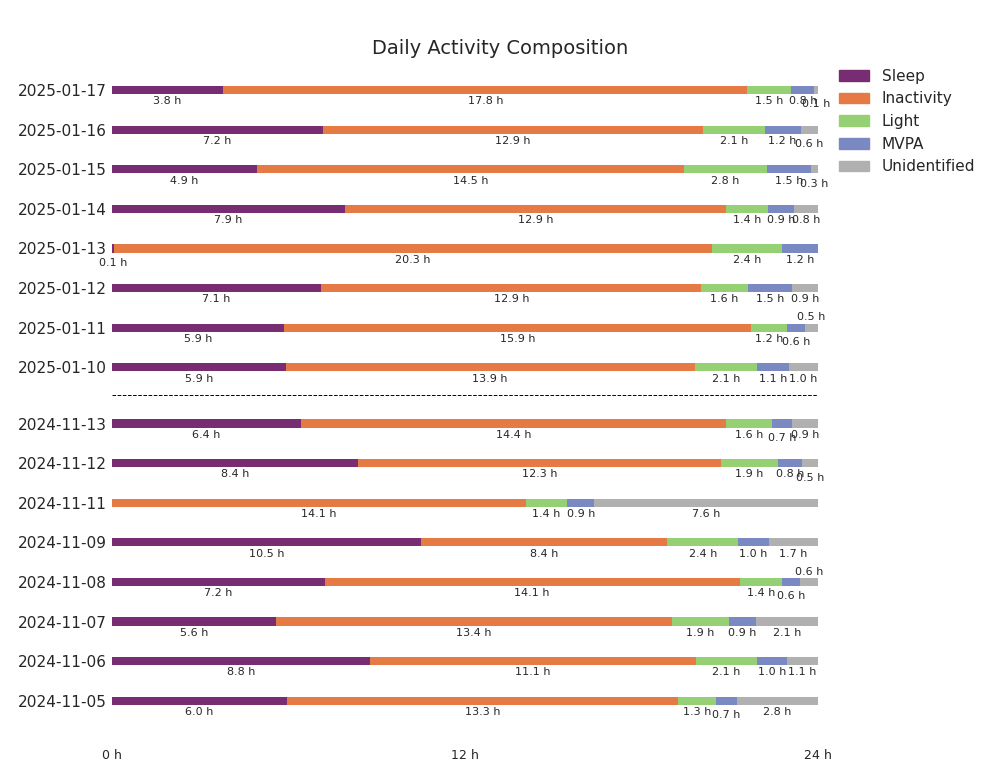 Daily Activity Composition
Sleep
Inactivity
Light
MVPA
Unidentified
2025-01-17
3.8 h 17.8 h 1.5 h 0.8 h 0.1 h
2025-01-16
7.2 h 12.9 h 2.1 h 1.2 h 0.6 h
2025-01-15
4.9 h 14.5 h 2.8 h 1.5 h 0.3 h
2025-01-14
7.9 h 12.9 h 1.4 h 0.9 h 0.8 h
2025-01-13
0.1 h 20.3 h 2.4 h 1.2 h
2025-01-12
7.1 h 12.9 h 1.6 h 1.5 h 0.9 h
2025-01-11
5.9 h 15.9 h 1.2 h 0.6 h 0.5 h
2025-01-10
5.9 h 13.9 h 2.1 h 1.1 h 1.0 h
2024-11-13
6.4 h 14.4 h 1.6 h 0.7 h 0.9 h
2024-11-12
8.4 h 12.3 h 1.9 h 0.8 h 0.5 h
2024-11-11
14.1 h 1.4 h 0.9 h 7.6 h
2024-11-09
10.5 h 8.4 h 2.4 h 1.0 h 1.7 h
2024-11-08
7.2 h 14.1 h 1.4 h 0.6 h 0.6 h
2024-11-07
5.6 h 13.4 h 1.9 h 0.9 h 2.1 h
2024-11-06
8.8 h 11.1 h 2.1 h 1.0 h 1.1 h
2024-11-05
6.0 h 13.3 h 1.3 h 0.7 h 2.8 h
0 h 12 h 24 h